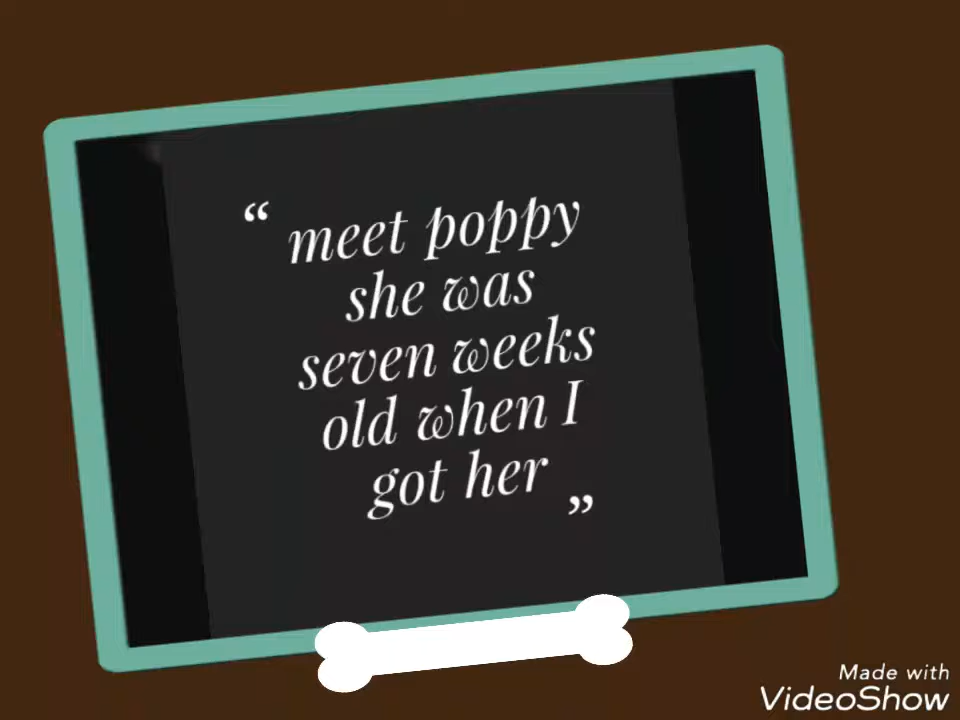 “ meet poppy
she was
seven weeks
old when I
got her ”
Made with
VideoShow